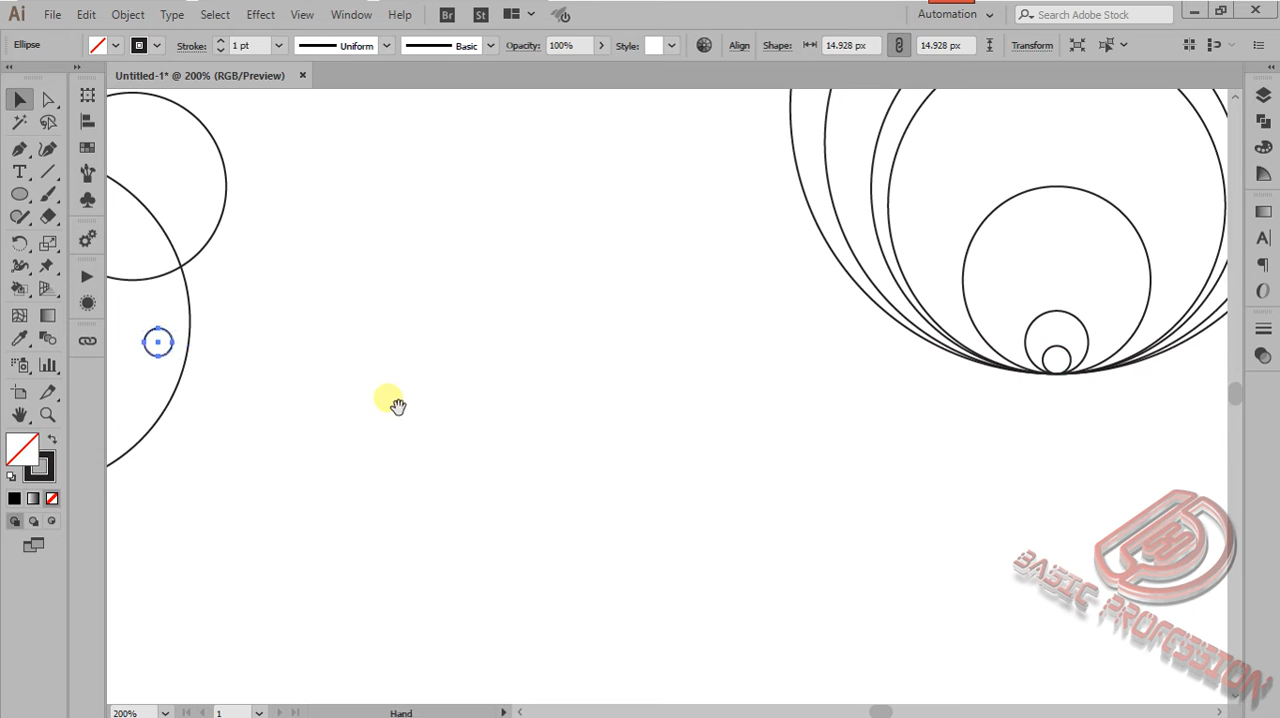 Ai File Edit Object Type Select Effect View Window Help Br St Automation Search Adobe Stock
Ellipse Stroke: 1 pt Uniform Basic Opacity: 100% Style: Align Shape: 14.928 px 14.928 px Transform
Untitled-1* @ 200% (RGB/Preview)
BASIC PROFESSION
200% 1 Hand